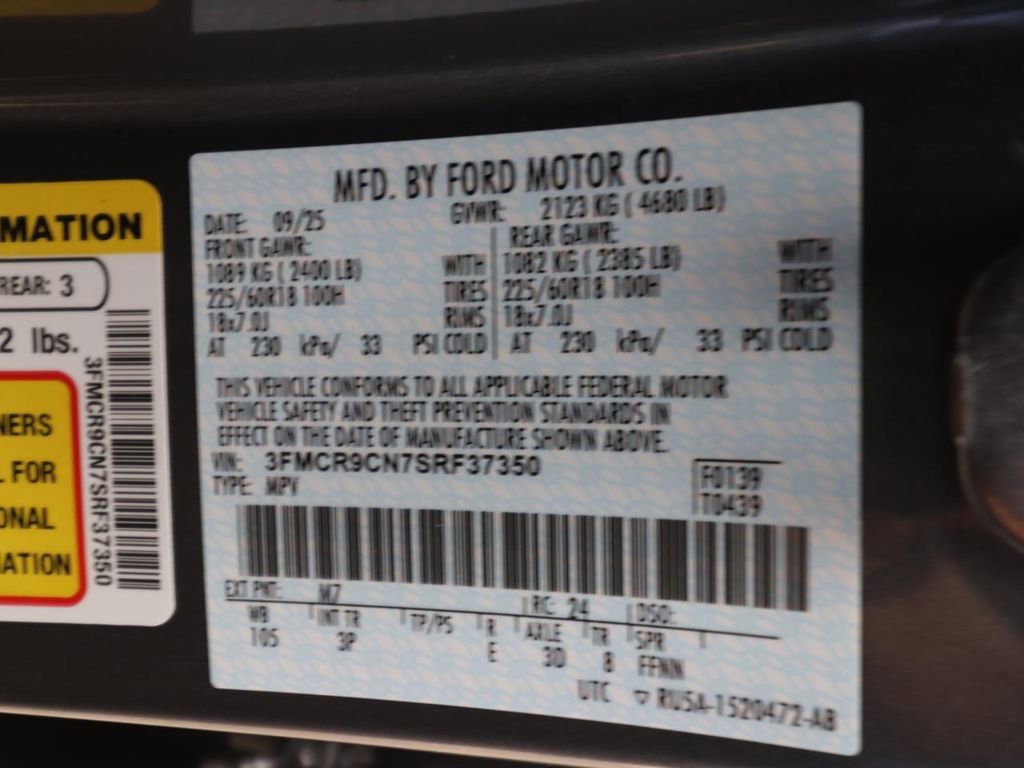 MATION
REAR: 3
2 lbs.
NERS
L FOR
ONAL
ATION
3FMCR9CN7SRF37350
MFD. BY FORD MOTOR CO.
DATE: 09/25 GVWR: 2123 KG ( 4680 LB)
FRONT GAWR: REAR GAWR:
1089 KG ( 2400 LB) WITH 1082 KG ( 2385 LB) WITH
225/60R18 100H TIRES 225/60R18 100H TIRES
18x7.0J RIMS 18x7.0J RIMS
AT 230 kPa/ 33 PSI COLD AT 230 kPa/ 33 PSI COLD
THIS VEHICLE CONFORMS TO ALL APPLICABLE FEDERAL MOTOR
VEHICLE SAFETY AND THEFT PREVENTION STANDARDS IN
EFFECT ON THE DATE OF MANUFACTURE SHOWN ABOVE.
VIN: 3FMCR9CN7SRF37350 F0139
TYPE: MPV T0439
EXT PNT: M7 RC: 24 DSO:
WB INT TR TP/PS R AXLE TR SPR
105 3P E 3D 8 FFNN
UTC ▽ RU5A-1520472-AB